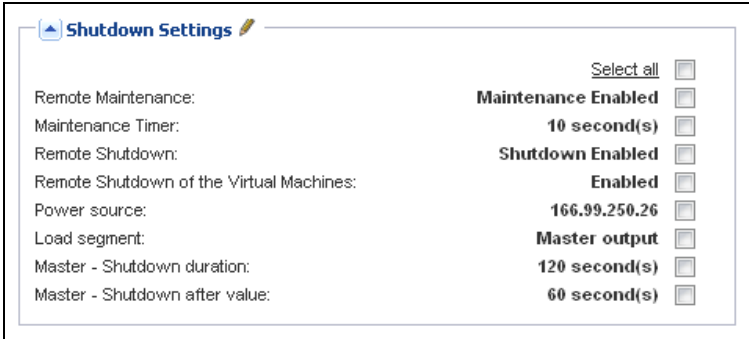 Shutdown Settings
Select all
Remote Maintenance: Maintenance Enabled
Maintenance Timer: 10 second(s)
Remote Shutdown: Shutdown Enabled
Remote Shutdown of the Virtual Machines: Enabled
Power source: 166.99.250.26
Load segment: Master output
Master - Shutdown duration: 120 second(s)
Master - Shutdown after value: 60 second(s)